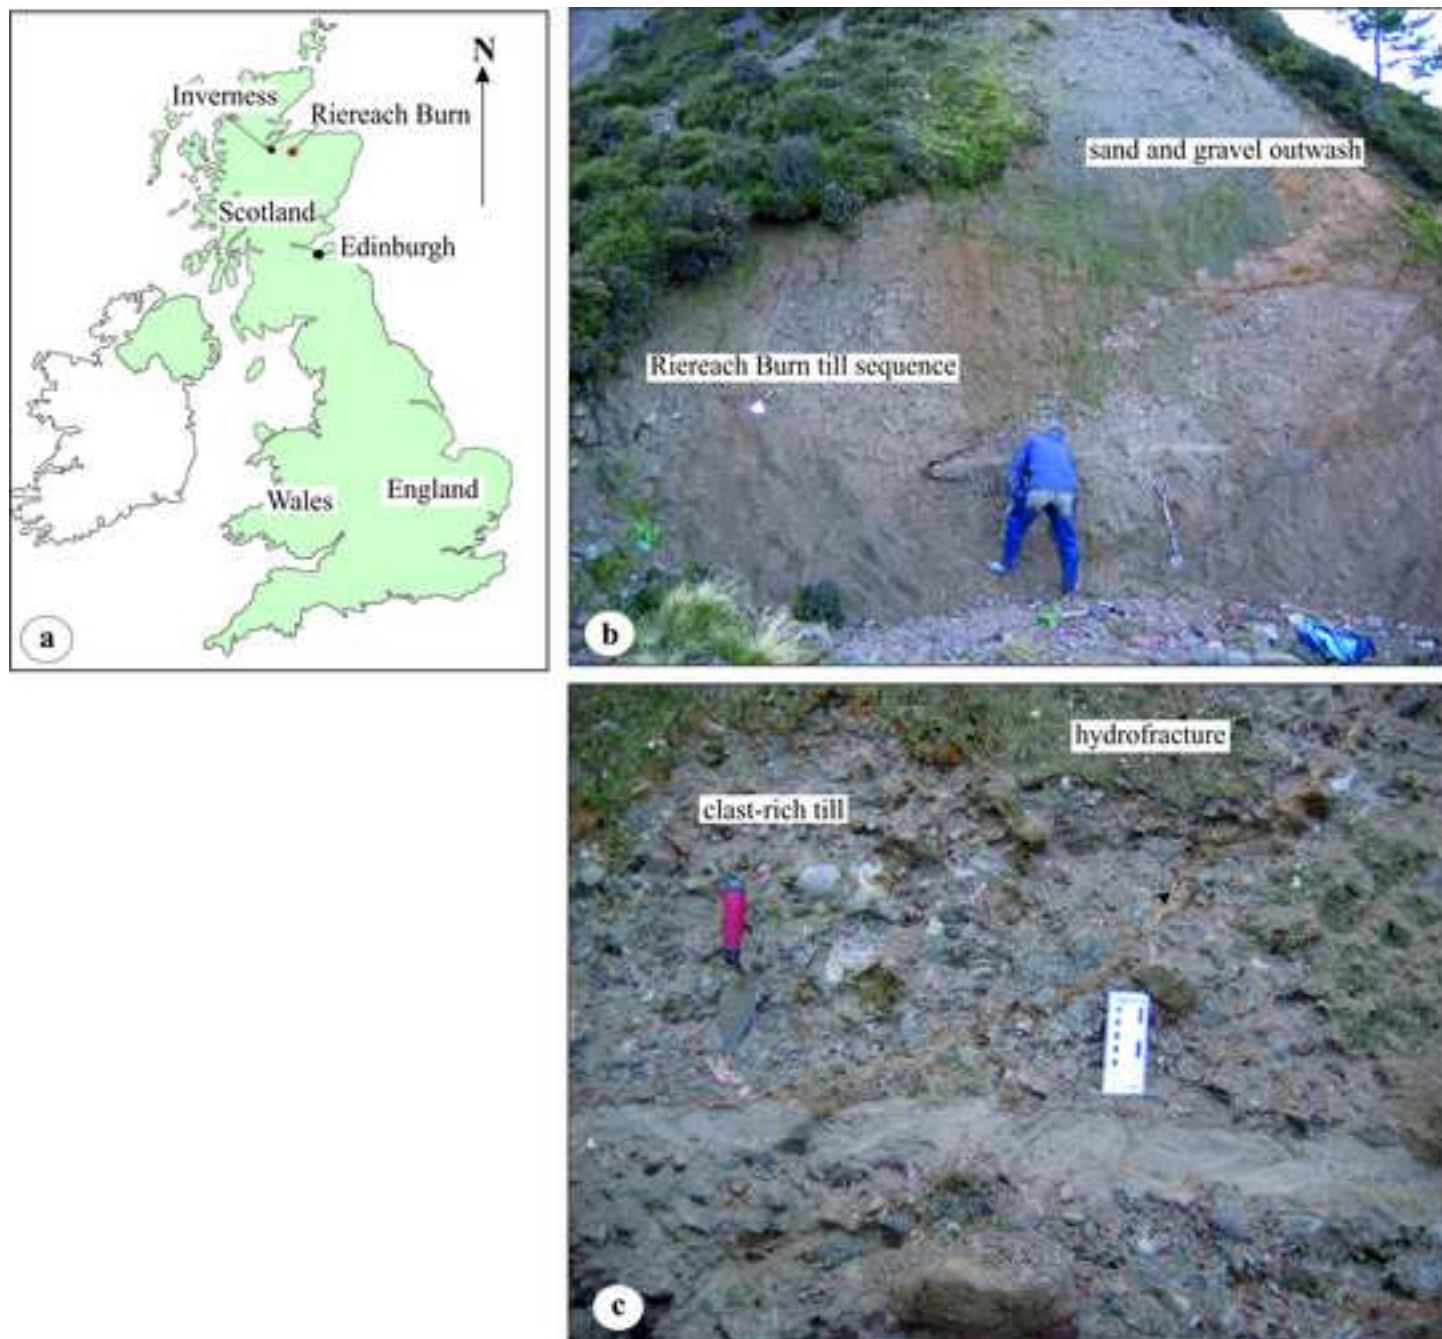 N
Inverness
Riereach Burn
Scotland
Edinburgh
Wales
England
a
sand and gravel outwash
Riereach Burn till sequence
b
hydrofracture
clast-rich till
c